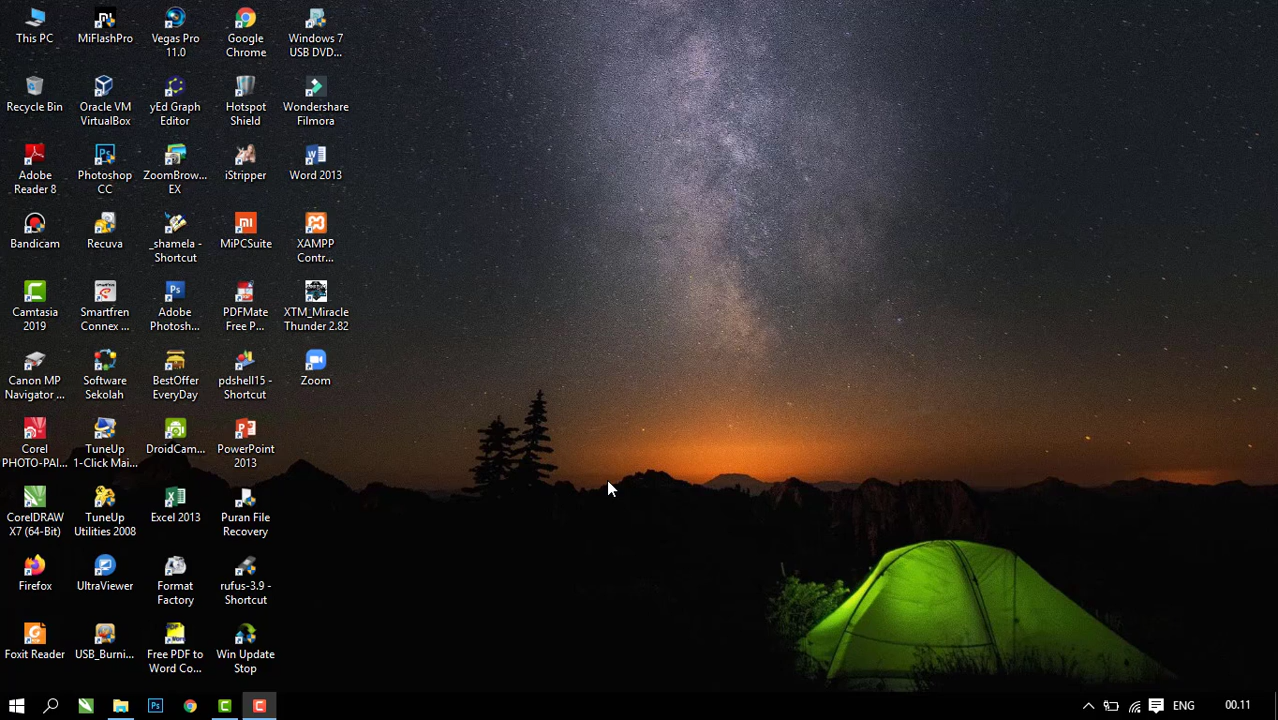 This PC
MiFlashPro
Vegas Pro
11.0
Google
Chrome
Windows 7
USB DVD...
Recycle Bin
Oracle VM
VirtualBox
yEd Graph
Editor
Hotspot
Shield
Wondershare
Filmora
Adobe
Reader 8
Photoshop
CC
ZoomBrow...
EX
iStripper
Word 2013
Bandicam
Recuva
_shamela -
Shortcut
MiPCSuite
XAMPP
Contr...
Camtasia
2019
Smartfren
Connex ...
Adobe
Photosh...
PDFMate
Free P...
XTM_Miracle
Thunder 2.82
Canon MP
Navigator ...
Software
Sekolah
BestOffer
EveryDay
pdshell15 -
Shortcut
Zoom
Corel
PHOTO-PAI...
TuneUp
1-Click Mai...
DroidCam...
PowerPoint
2013
CorelDRAW
X7 (64-Bit)
TuneUp
Utilities 2008
Excel 2013
Puran File
Recovery
Firefox
UltraViewer
Format
Factory
rufus-3.9 -
Shortcut
Foxit Reader
USB_Burni...
Free PDF to
Word Co...
Win Update
Stop
ENG
00.11